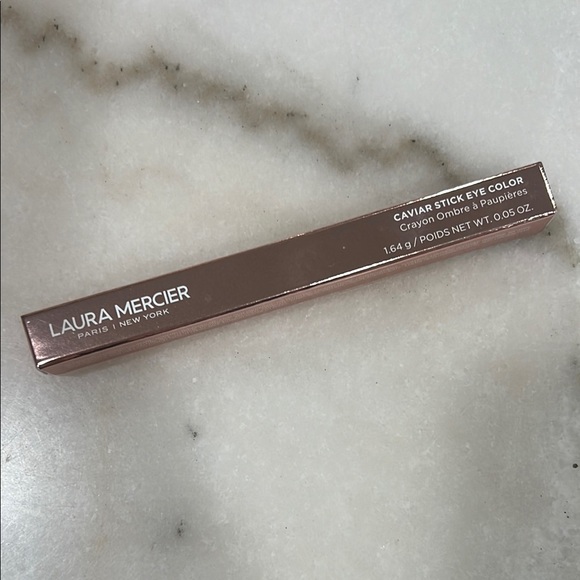 LAURA MERCIER
PARIS | NEW YORK
CAVIAR STICK EYE COLOR
Crayon Ombre à Paupières
1.64 g / POIDS NET WT. 0.05 OZ.